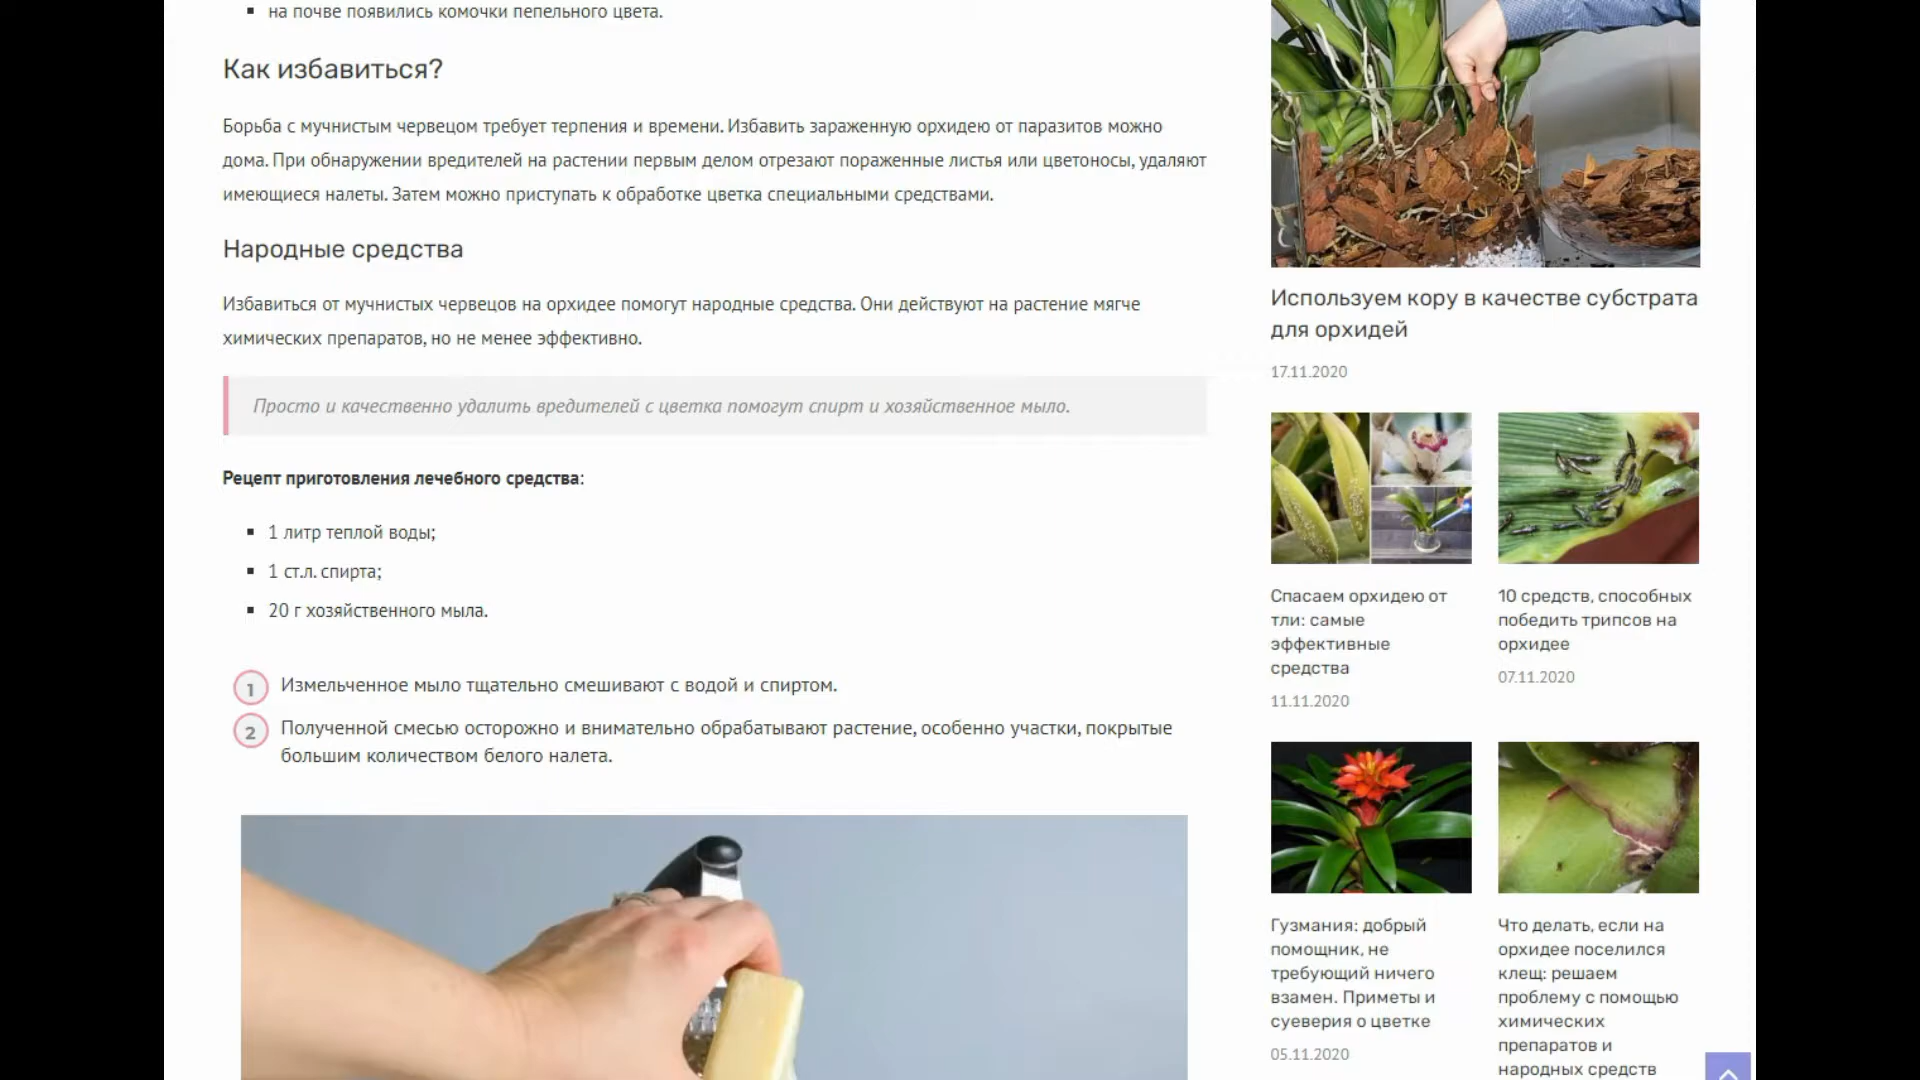 на почве появились комочки пепельного цвета.
Как избавиться?
Борьба с мучнистым червецом требует терпения и времени. Избавить зараженную орхидею от паразитов можно
дома. При обнаружении вредителей на растении первым делом отрезают пораженные листья или цветоносы, удаляют
имеющиеся налеты. Затем можно приступать к обработке цветка специальными средствами.
Народные средства
Избавиться от мучнистых червецов на орхидее помогут народные средства. Они действуют на растение мягче
химических препаратов, но не менее эффективно.
Просто и качественно удалить вредителей с цветка помогут спирт и хозяйственное мыло.
Рецепт приготовления лечебного средства:
1 литр теплой воды;
1 ст.л. спирта;
20 г хозяйственного мыла.
1 Измельченное мыло тщательно смешивают с водой и спиртом.
2 Полученной смесью осторожно и внимательно обрабатывают растение, особенно участки, покрытые
большим количеством белого налета.
Используем кору в качестве субстрата
для орхидей
17.11.2020
Спасаем орхидею от
тли: самые
эффективные
средства
11.11.2020
10 средств, способных
победить трипсов на
орхидее
07.11.2020
Гузмания: добрый
помощник, не
требующий ничего
взамен. Приметы и
суеверия о цветке
05.11.2020
Что делать, если на
орхидее поселился
клещ: решаем
проблему с помощью
химических
препаратов и
народных средств